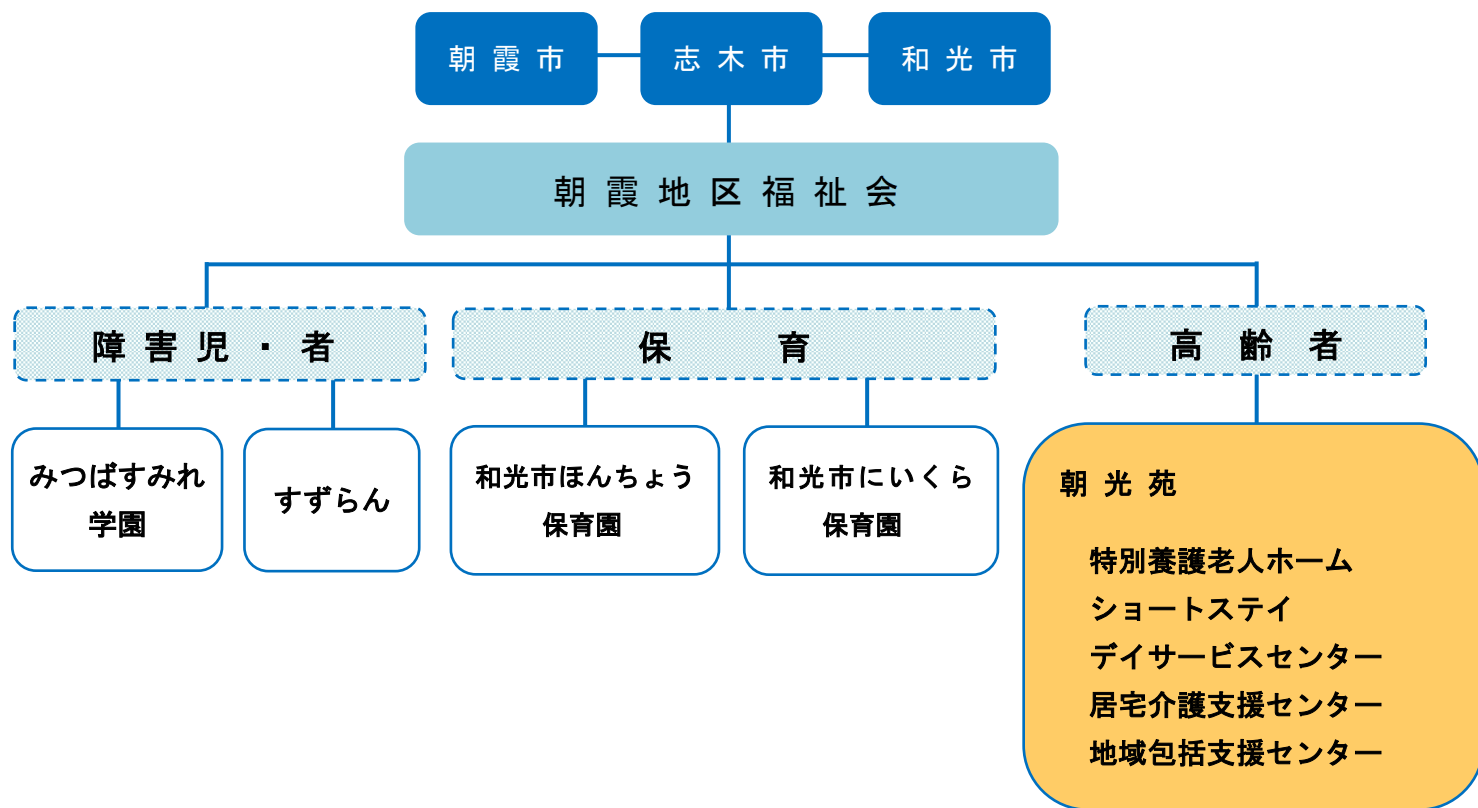 朝霞市
志木市
和光市
朝霞地区福祉会
障害児・者
保育
高齢者
みつばすみれ
学園
すずらん
和光市ほんちょう
保育園
和光市にいくら
保育園
朝光苑
特別養護老人ホーム
ショートステイ
デイサービスセンター
居宅介護支援センター
地域包括支援センター